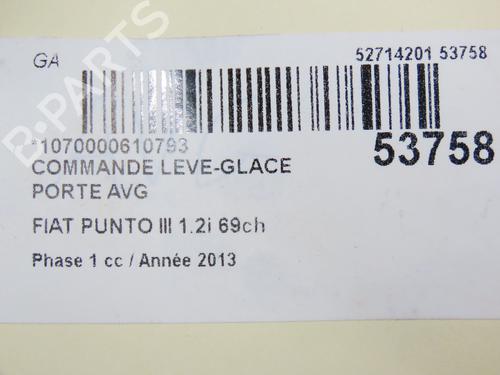 GA
52714201 53758
*1070000610793
53758
COMMANDE LEVE-GLACE
PORTE AVG
FIAT PUNTO III 1.2i 69ch
Phase 1 cc / Année 2013
B-PARTS